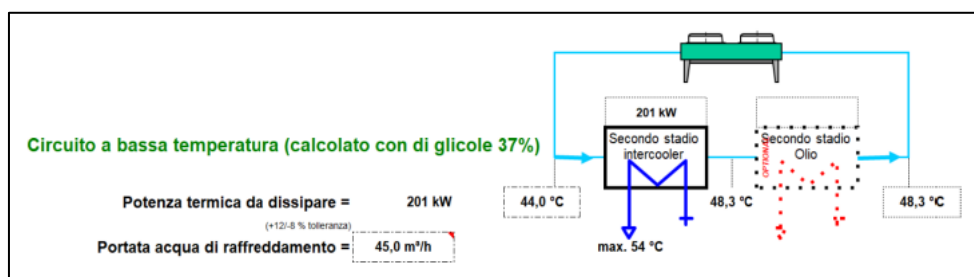 201 kW
Circuito a bassa temperatura (calcolato con di glicole 37%)
Secondo stadio
intercooler
OPTIONAL
Secondo stadio
Olio
Potenza termica da dissipare = 201 kW
(+12/-8 % tolleranza)
44,0 °C
48,3 °C
48,3 °C
Portata acqua di raffreddamento = 45,0 m³/h
max. 54 °C